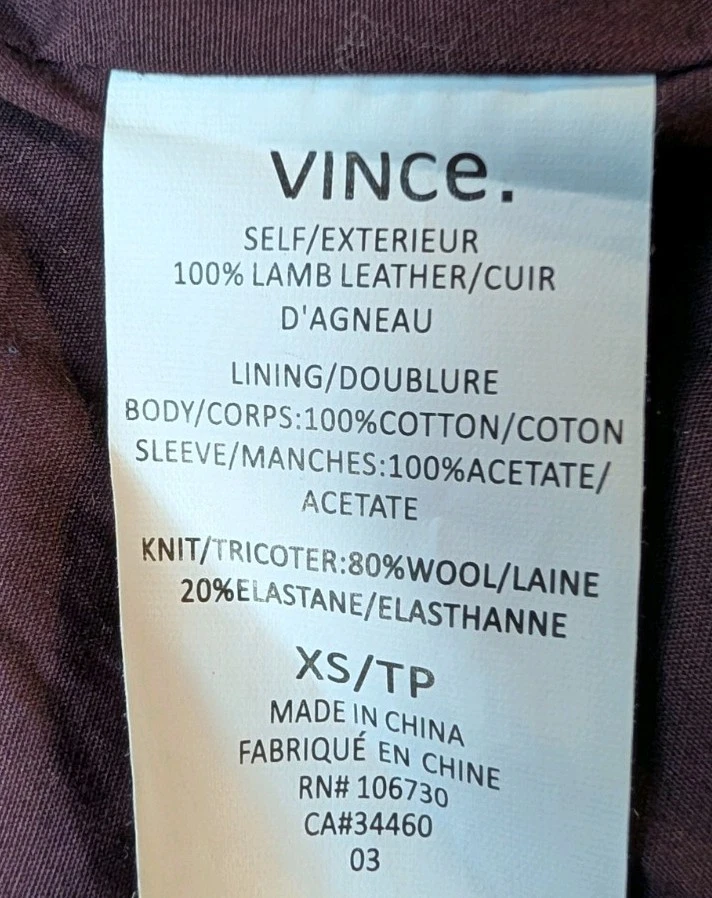 VINCe.
SELF/EXTERIEUR
100% LAMB LEATHER/CUIR
D'AGNEAU
LINING/DOUBLURE
BODY/CORPS:100%COTTON/COTON
SLEEVE/MANCHES:100%ACETATE/
ACETATE
KNIT/TRICOTER:80%WOOL/LAINE
20%ELASTANE/ELASTHANNE
XS/TP
MADE IN CHINA
FABRIQUÉ EN CHINE
RN# 106730
CA#34460
03